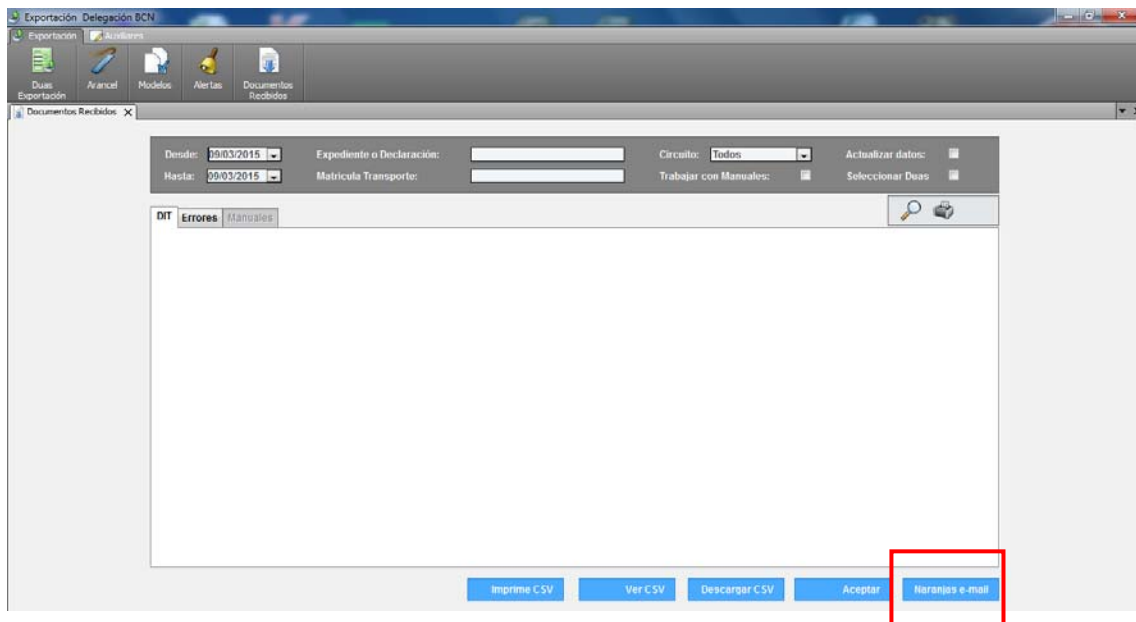 Exportación Delegación BCN
Exportación Auxiliares
Duas Exportación Arancel Modelos Alertas Documentos Recibidos
Documentos Recibidos X
Desde: 09/03/2015 Expediente o Declaración: Circuito: Todos Actualizar datos:
Hasta: 09/03/2015 Matricula Transporte: Trabajar con Manuales: Seleccionar Duas
DIT Errores Manuales
Imprime CSV Ver CSV Descargar CSV Aceptar Naranjas e-mail